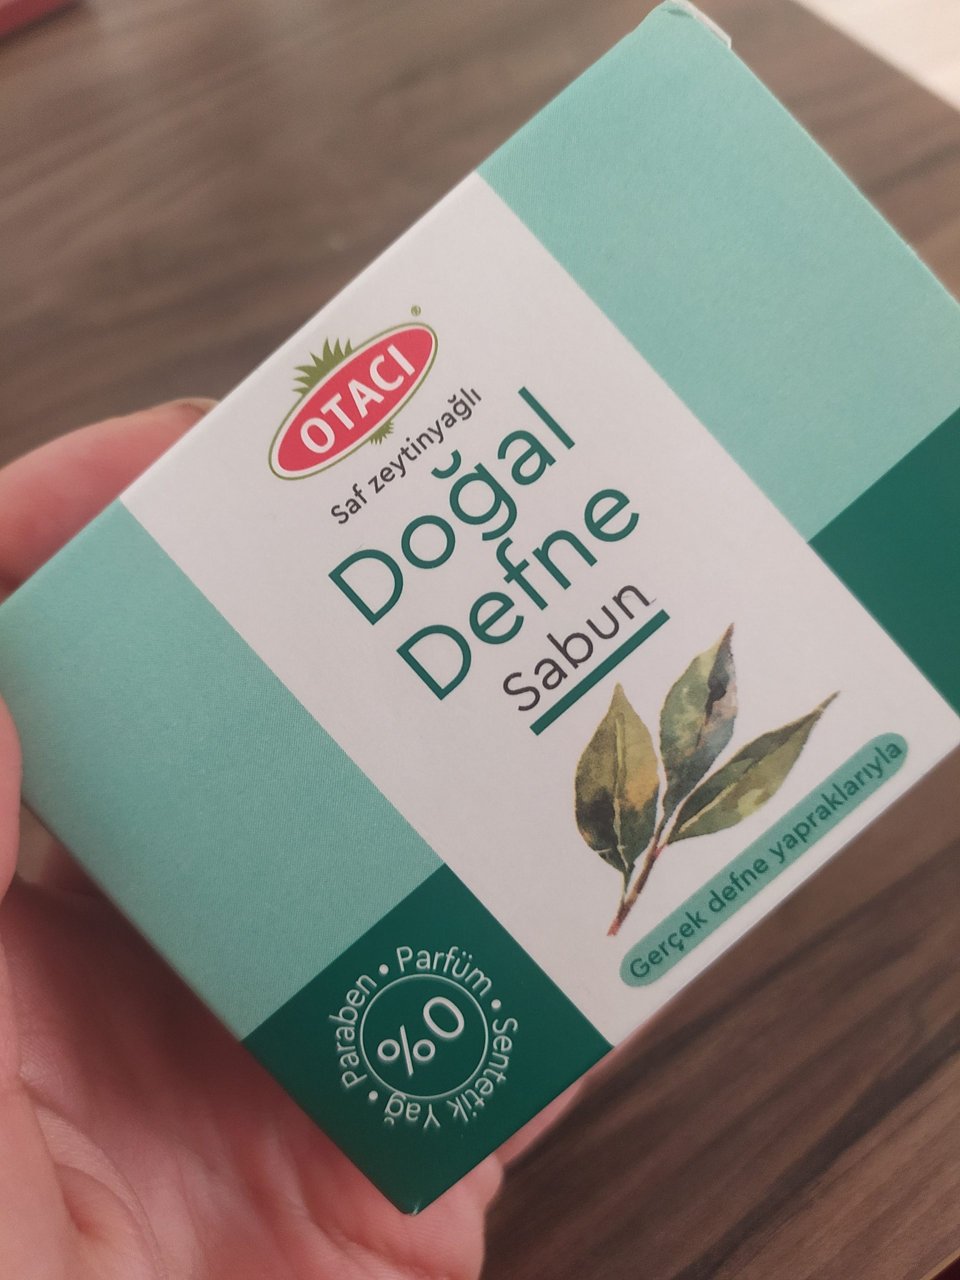 OTACI
®
Saf zeytinyağlı
Doğal
Defne
Sabun
Gerçek defne yapraklarıyla
%0
Paraben • Parfüm • Sentetik Yağ •